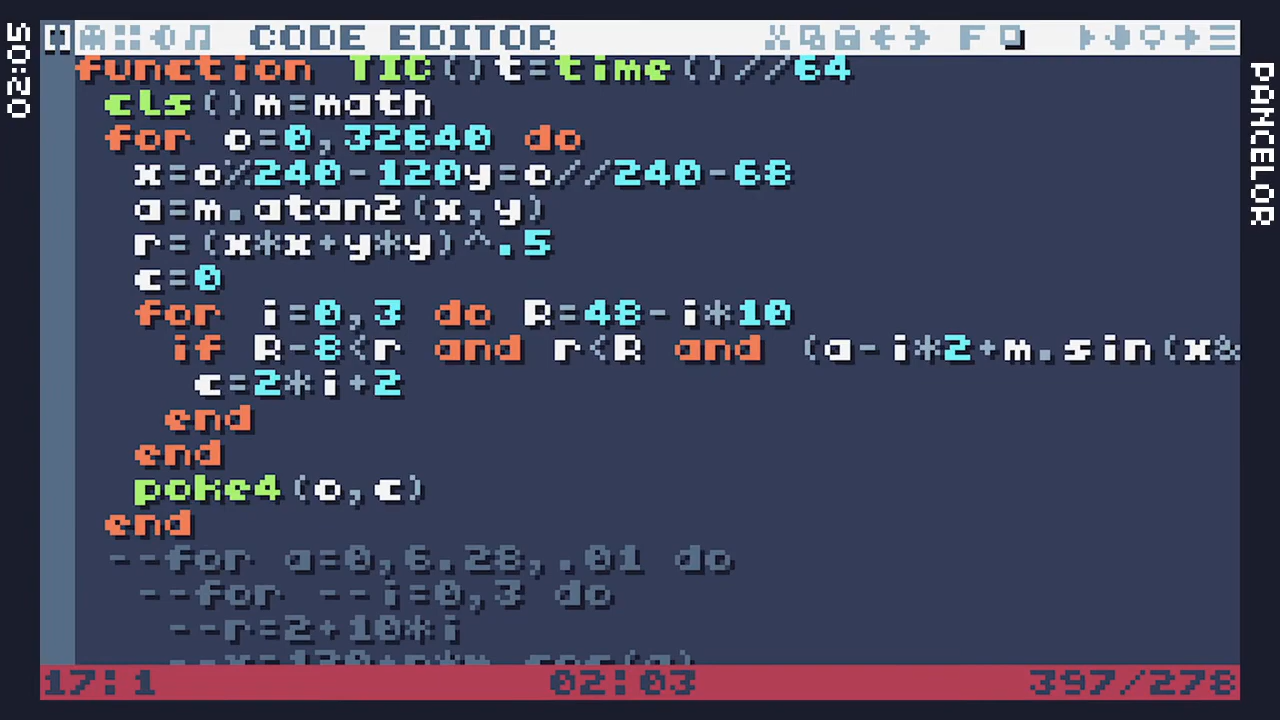 02:05
CODE EDITOR
F
PANCELOR
function TIC()t=time()//64
cls()m=math
for o=0,32640 do
x=o%240-120y=o//240-68
a=m.atan2(x,y)
r=(x*x+y*y)^.5
c=0
for i=0,3 do R=48-i*10
if R-8<r and r<R and (a-i*2+m.sin(x&
c=2*i+2
end
end
poke4(o,c)
end
--for a=0,6.28,.01 do
--for --i=0,3 do
--r=2+10*i
17:1
02:03
397/278